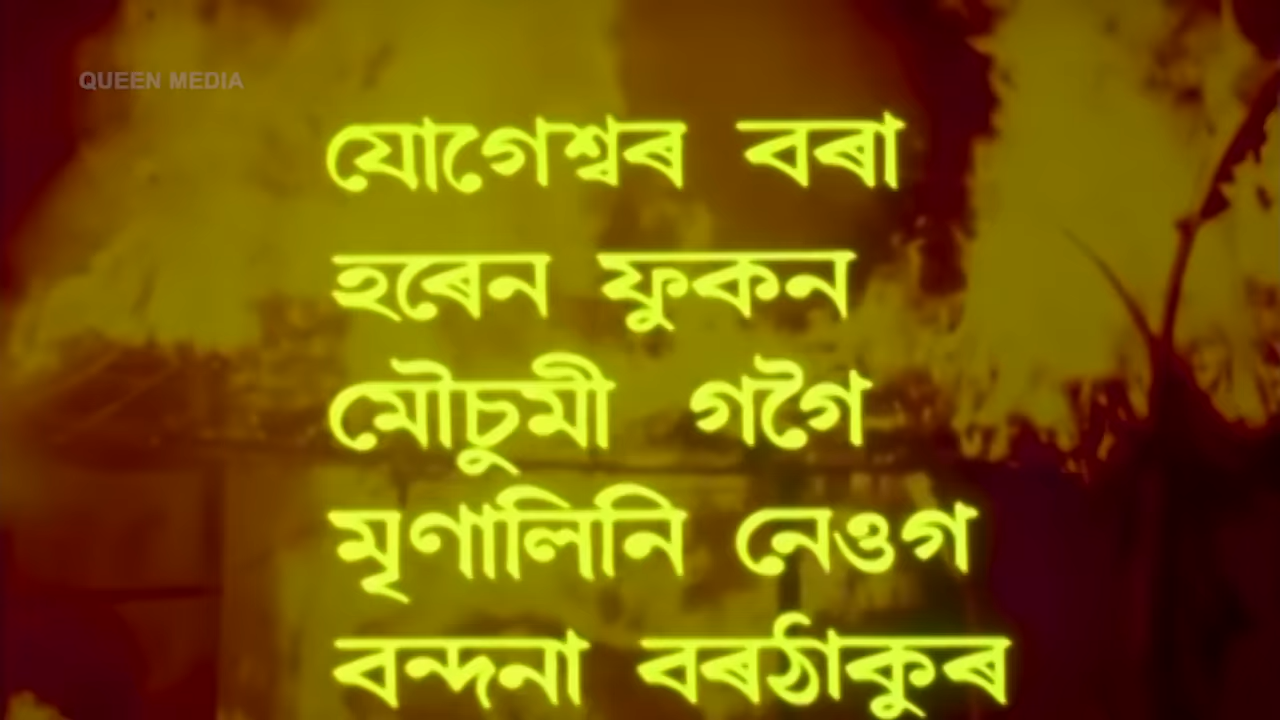 QUEEN MEDIA
যোগেশ্বৰ বৰা
হৰেন ফুকন
মৌচুমী গগৈ
মৃণালিনি নেওগ
বন্দনা বৰঠাকুৰ